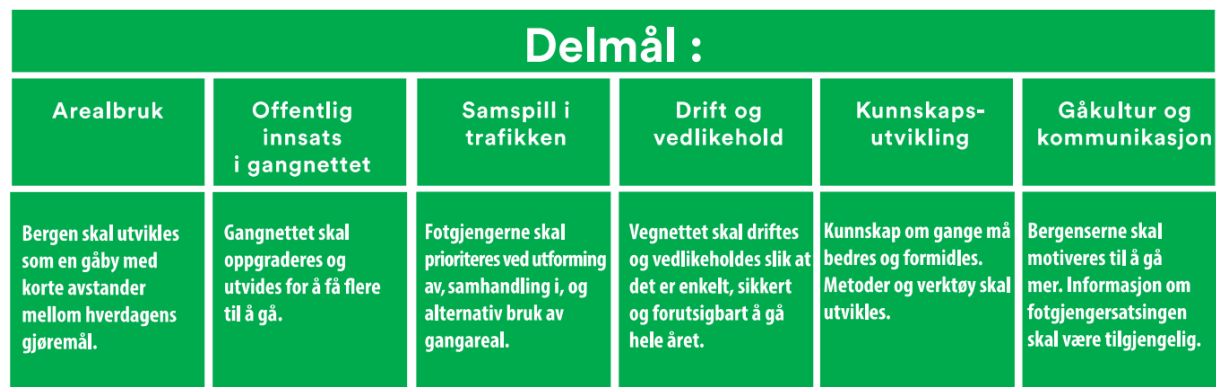 Delmål :
Arealbruk
Offentlig
innsats
i gangnettet
Samspill i
trafikken
Drift og
vedlikehold
Kunnskaps-
utvikling
Gåkultur og
kommunikasjon
Bergen skal utvikles
som en gåby med
korte avstander
mellom hverdagens
gjøremål.
Gangnettet skal
oppgraderes og
utvides for å få flere
til å gå.
Fotgjengerne skal
prioriteres ved utforming
av, samhandling i, og
alternativ bruk av
gangareal.
Vegnettet skal driftes
og vedlikeholdes slik at
det er enkelt, sikkert
og forutsigbart å gå
hele året.
Kunnskap om gange må
bedres og formidles.
Metoder og verktøy skal
utvikles.
Bergenserne skal
motiveres til å gå
mer. Informasjon om
fotgjengersatsingen
skal være tilgjengelig.